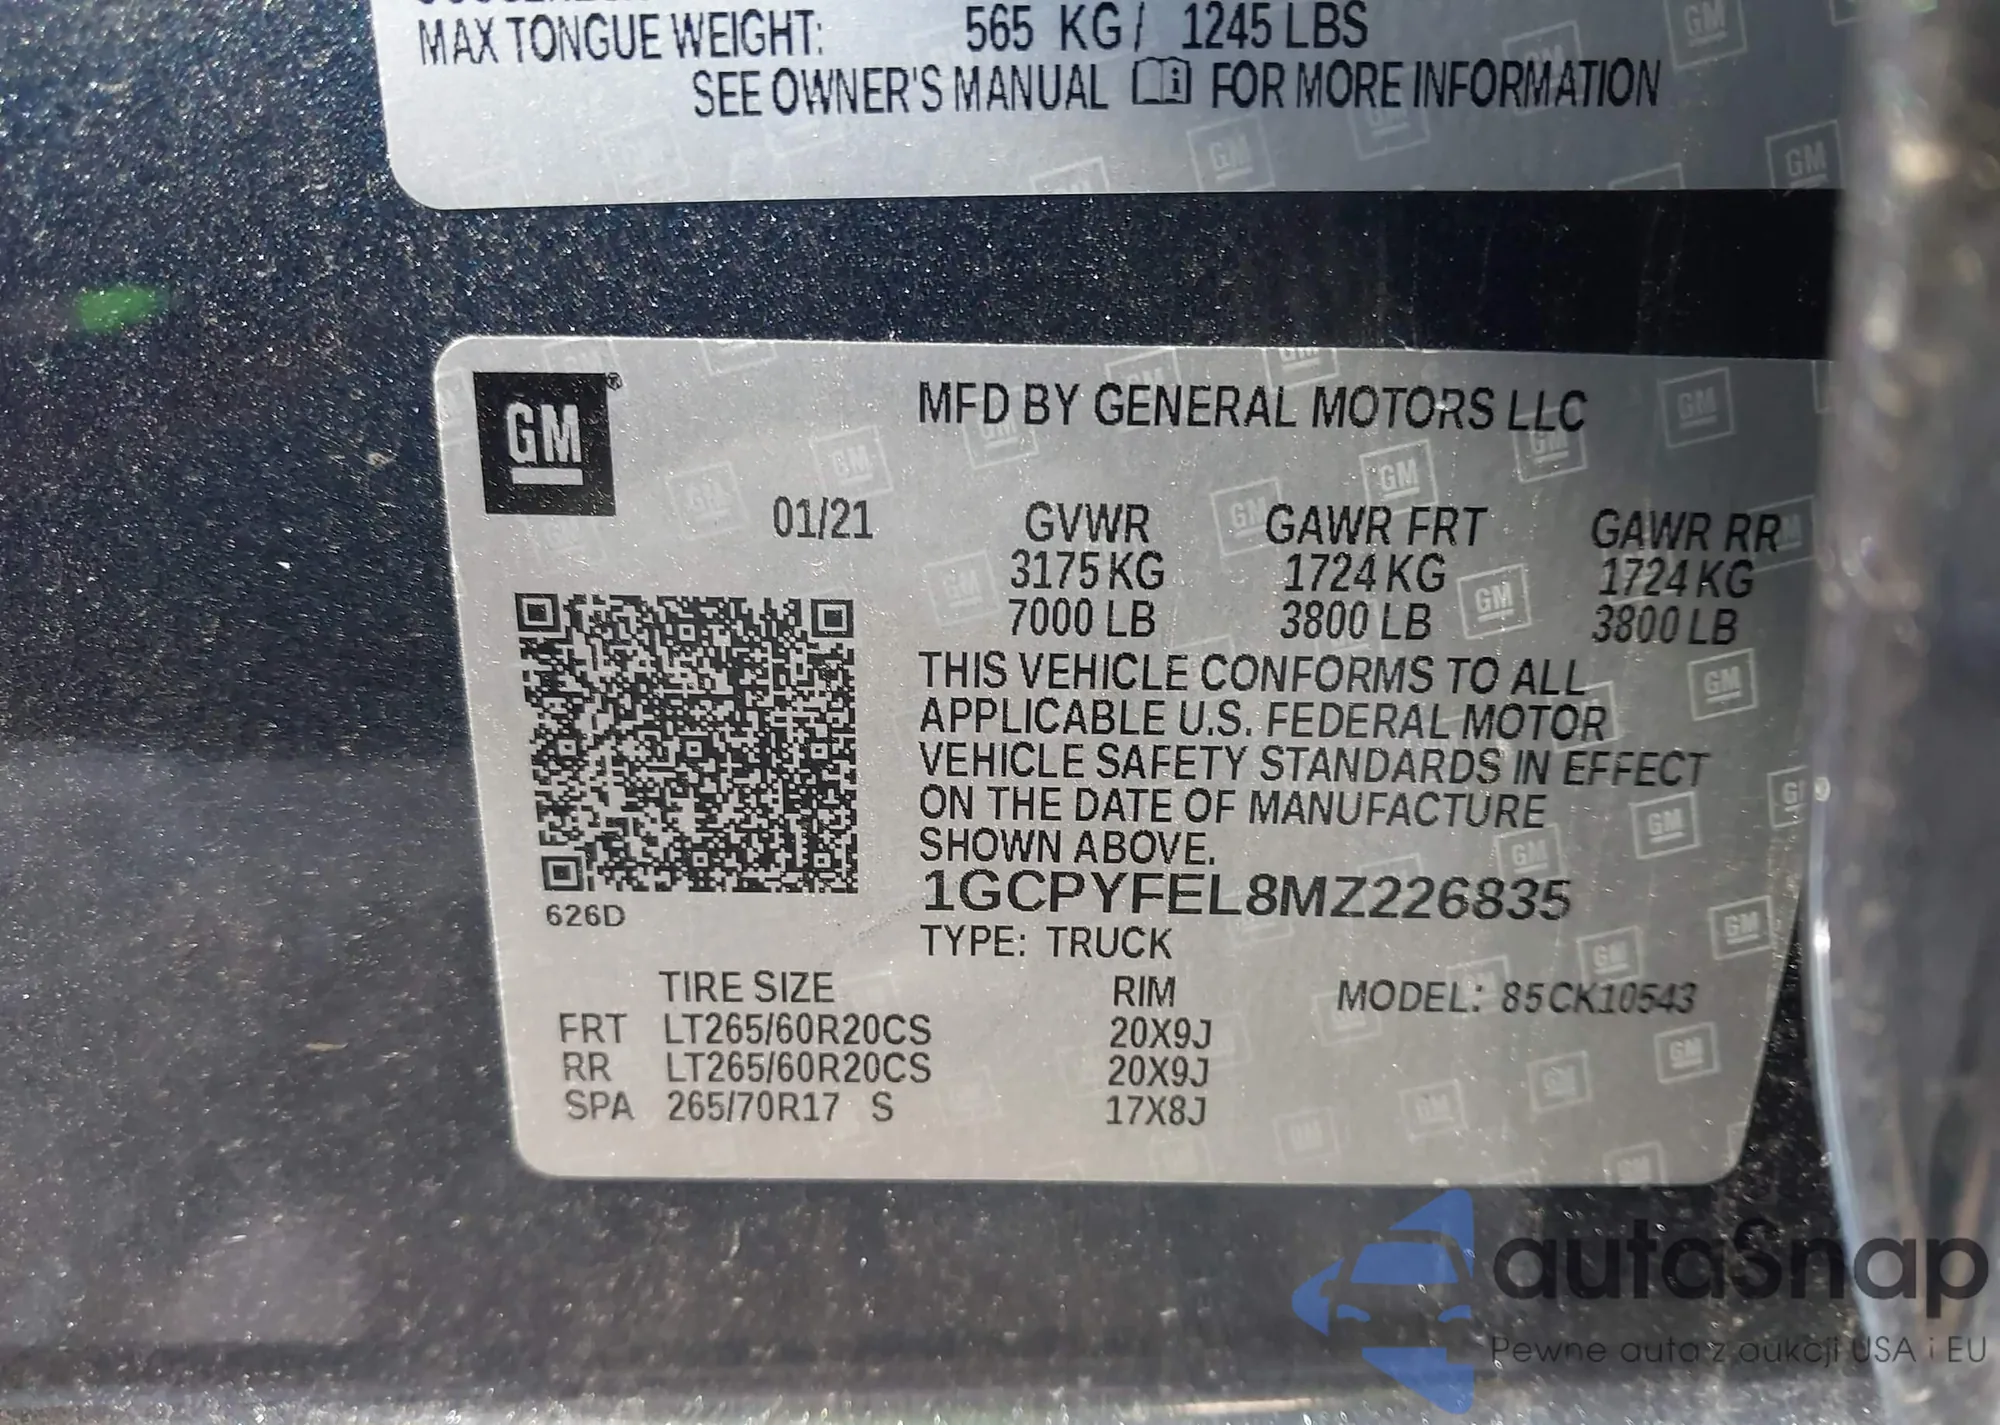 MAX TONGUE WEIGHT: 565 KG / 1245 LBS
SEE OWNER'S MANUAL FOR MORE INFORMATION
GM®
MFD BY GENERAL MOTORS LLC
01/21 GVWR GAWR FRT GAWR RR
3175 KG 1724 KG 1724 KG
7000 LB 3800 LB 3800 LB
THIS VEHICLE CONFORMS TO ALL
APPLICABLE U.S. FEDERAL MOTOR
VEHICLE SAFETY STANDARDS IN EFFECT
ON THE DATE OF MANUFACTURE
SHOWN ABOVE.
1GCPYFEL8MZ226835
626D
TYPE: TRUCK
TIRE SIZE RIM MODEL: 85CK10543
FRT LT265/60R20CS 20X9J
RR LT265/60R20CS 20X9J
SPA 265/70R17 S 17X8J
autaSnap
Pewne auta z aukcji USA i EU